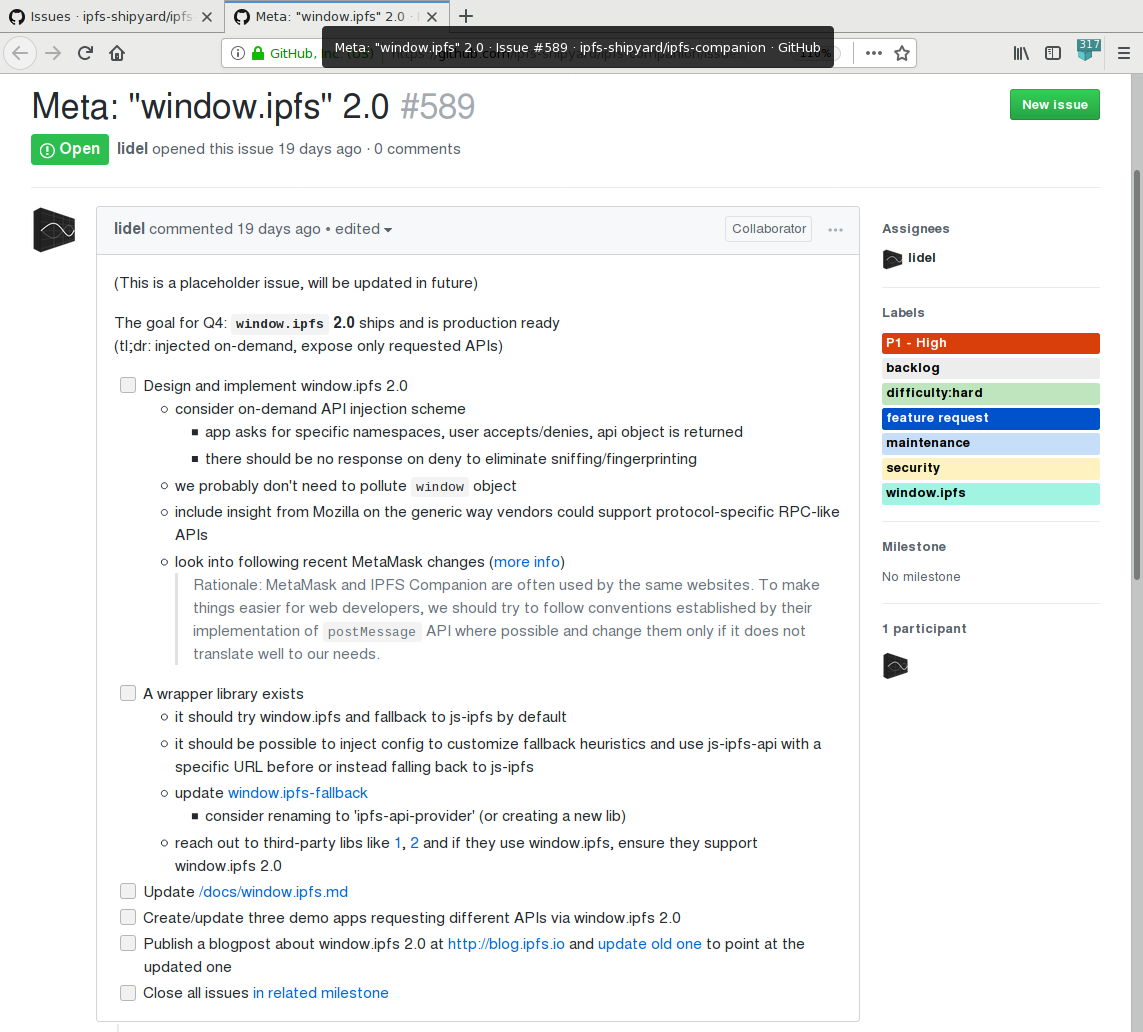 Issues · ipfs-shipyard/ipfs
Meta: "window.ipfs" 2.0 ·
GitHub, In
Meta: "window.ipfs" 2.0 · Issue #589 · ipfs-shipyard/ipfs-companion · GitHub
317
Meta: "window.ipfs" 2.0 #589
New issue
Open
lidel opened this issue 19 days ago · 0 comments
lidel commented 19 days ago • edited
Collaborator
(This is a placeholder issue, will be updated in future)
The goal for Q4: window.ipfs 2.0 ships and is production ready
(tl;dr: injected on-demand, expose only requested APIs)
Design and implement window.ipfs 2.0
consider on-demand API injection scheme
app asks for specific namespaces, user accepts/denies, api object is returned
there should be no response on deny to eliminate sniffing/fingerprinting
we probably don't need to pollute window object
include insight from Mozilla on the generic way vendors could support protocol-specific RPC-like
APIs
look into following recent MetaMask changes (more info)
Rationale: MetaMask and IPFS Companion are often used by the same websites. To make
things easier for web developers, we should try to follow conventions established by their
implementation of postMessage API where possible and change them only if it does not
translate well to our needs.
A wrapper library exists
it should try window.ipfs and fallback to js-ipfs by default
it should be possible to inject config to customize fallback heuristics and use js-ipfs-api with a
specific URL before or instead falling back to js-ipfs
update window.ipfs-fallback
consider renaming to 'ipfs-api-provider' (or creating a new lib)
reach out to third-party libs like 1, 2 and if they use window.ipfs, ensure they support
window.ipfs 2.0
Update /docs/window.ipfs.md
Create/update three demo apps requesting different APIs via window.ipfs 2.0
Publish a blogpost about window.ipfs 2.0 at http://blog.ipfs.io and update old one to point at the
updated one
Close all issues in related milestone
Assignees
lidel
Labels
P1 - High
backlog
difficulty:hard
feature request
maintenance
security
window.ipfs
Milestone
No milestone
1 participant